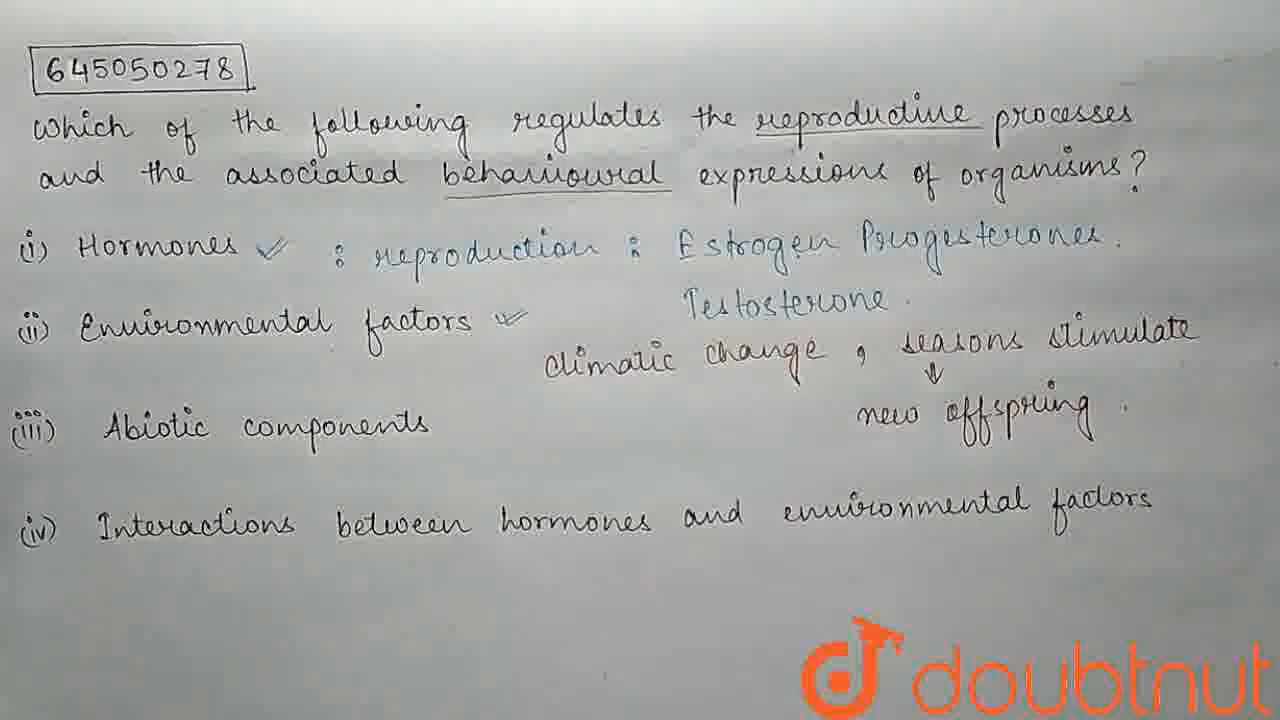 645050278
Which of the following regulates the reproductive processes
and the associated behavioural expressions of organisms?
(i) Hormones ✓ : reproduction : Estrogen Progesterones.
Testosterone.
(ii) Environmental factors ✓
climatic change, seasons stimulate
↓
new offspring.
(iii) Abiotic components
(iv) Interactions between hormones and environmental factors
doubtnut